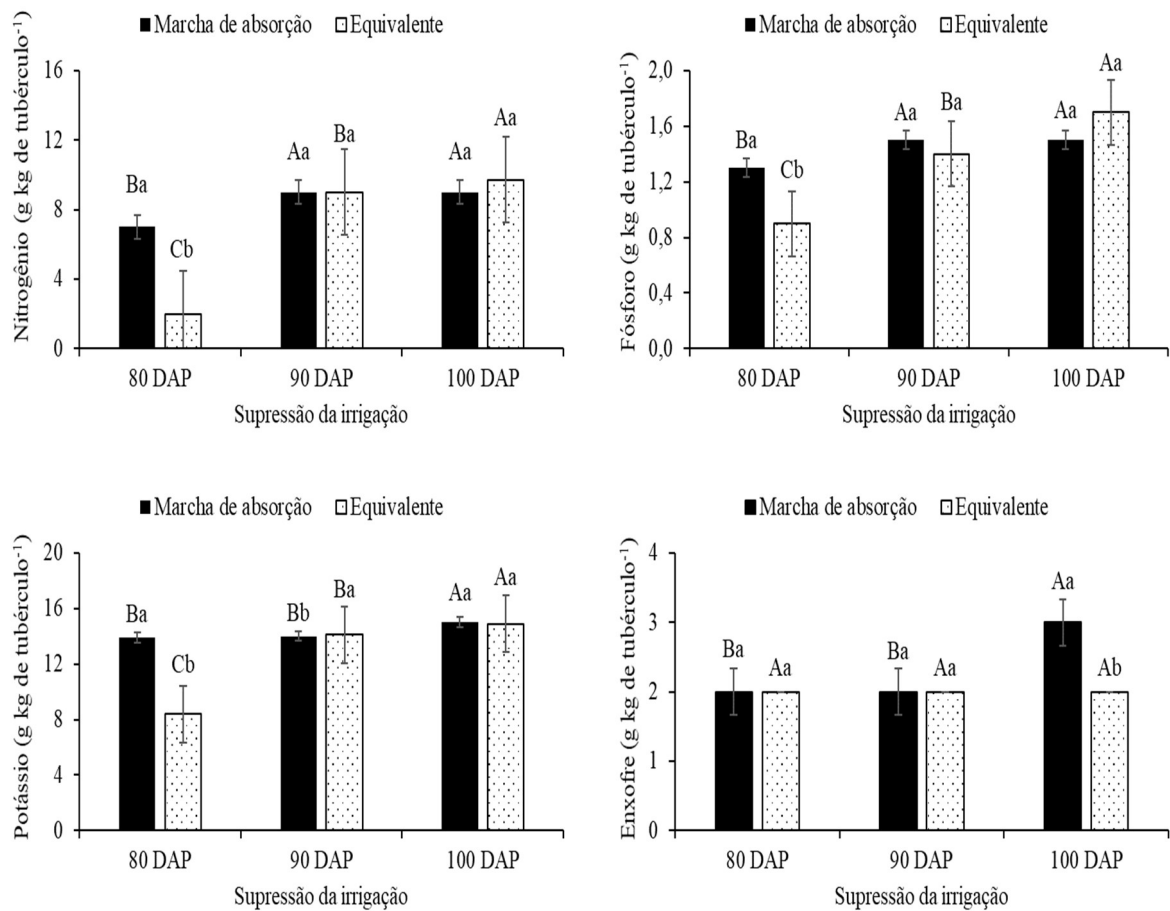 ■ Marcha de absorção □ Equivalente
Nitrogênio (g kg de tubérculo⁻¹)
16
12
8
4
0
Ba
Cb
Aa
Ba
Aa
Aa
80 DAP 90 DAP 100 DAP
Supressão da irrigação
■ Marcha de absorção □ Equivalente
Fósforo (g kg de tubérculo⁻¹)
2,0
1,6
1,2
0,8
0,4
0,0
Ba
Cb
Aa
Ba
Aa
Aa
80 DAP 90 DAP 100 DAP
Supressão da irrigação
■ Marcha de absorção □ Equivalente
Potássio (g kg de tubérculo⁻¹)
20
16
12
8
4
0
Ba
Cb
Bb
Ba
Aa
Aa
80 DAP 90 DAP 100 DAP
Supressão da irrigação
■ Marcha de absorção □ Equivalente
Enxofre (g kg de tubérculo⁻¹)
4
3
2
1
0
Ba
Aa
Ba
Aa
Aa
Ab
80 DAP 90 DAP 100 DAP
Supressão da irrigação